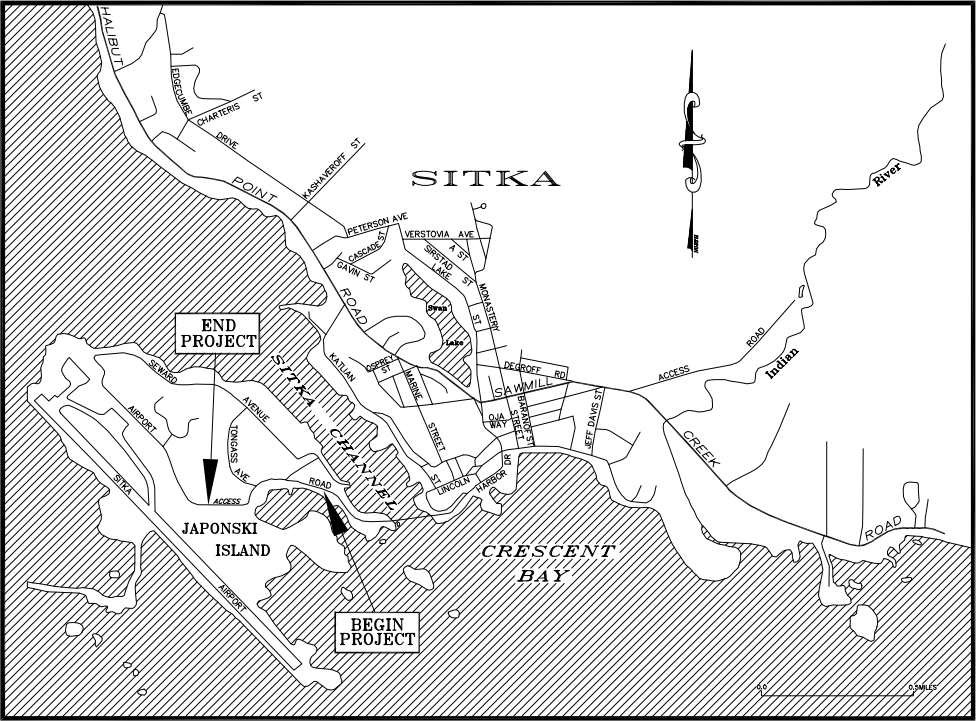 HALIBUT
POINT
ROAD
EDGECUMBE
DRIVE
CHARTERIS ST
KASHAVEROFF ST
SITKA
River
PETERSON AVE
CASCADE ST
GAVIN ST
VERSTOVIA AVE
A ST
SIRSTAD ST
LAKE
ST
MONASTERY
Swan
Lake
Indian
END
PROJECT
SITKA CHANNEL
KATLIAN
ST
OSPREY
ST
MARINE
STREET
DEGROFF RD
SAWMILL
ACCESS
ROAD
CREEK
ROAD
OJA
WAY
BARANOF ST
STREET
JEFF DAVIS ST
LINCOLN
HARBOR DR
SEWARD
AVENUE
AIRPORT
TONGASS
AVE
ROAD
ACCESS
SITKA
AIRPORT
JAPONSKI
ISLAND
CRESCENT
BAY
BEGIN
PROJECT
0.0
0.5MILES